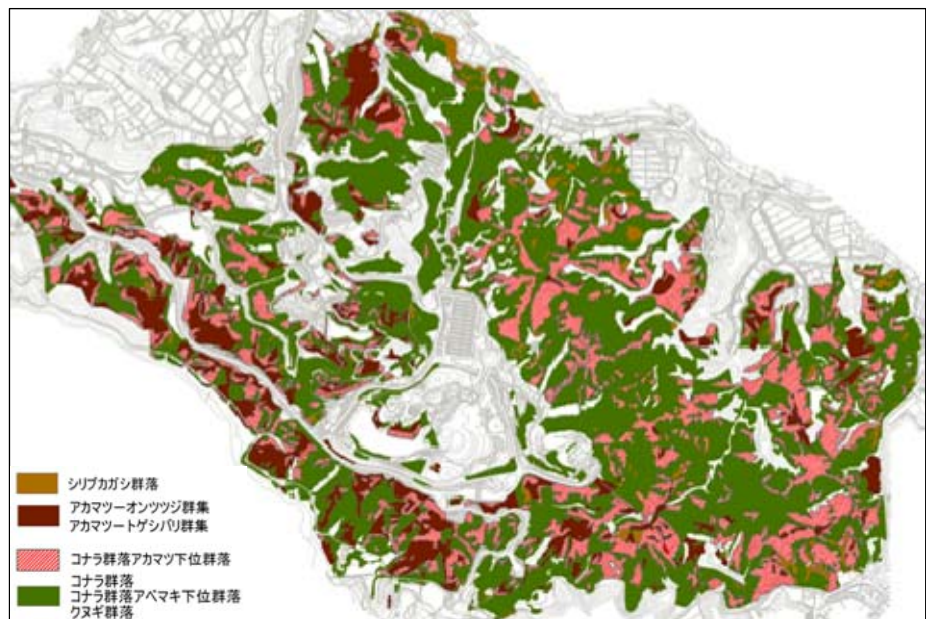 シリブカガシ群落
アカマツーオンツツジ群集
アカマツートゲシバリ群集
コナラ群落アカマツ下位群落
コナラ群落
コナラ群落アベマキ下位群落
クヌギ群落